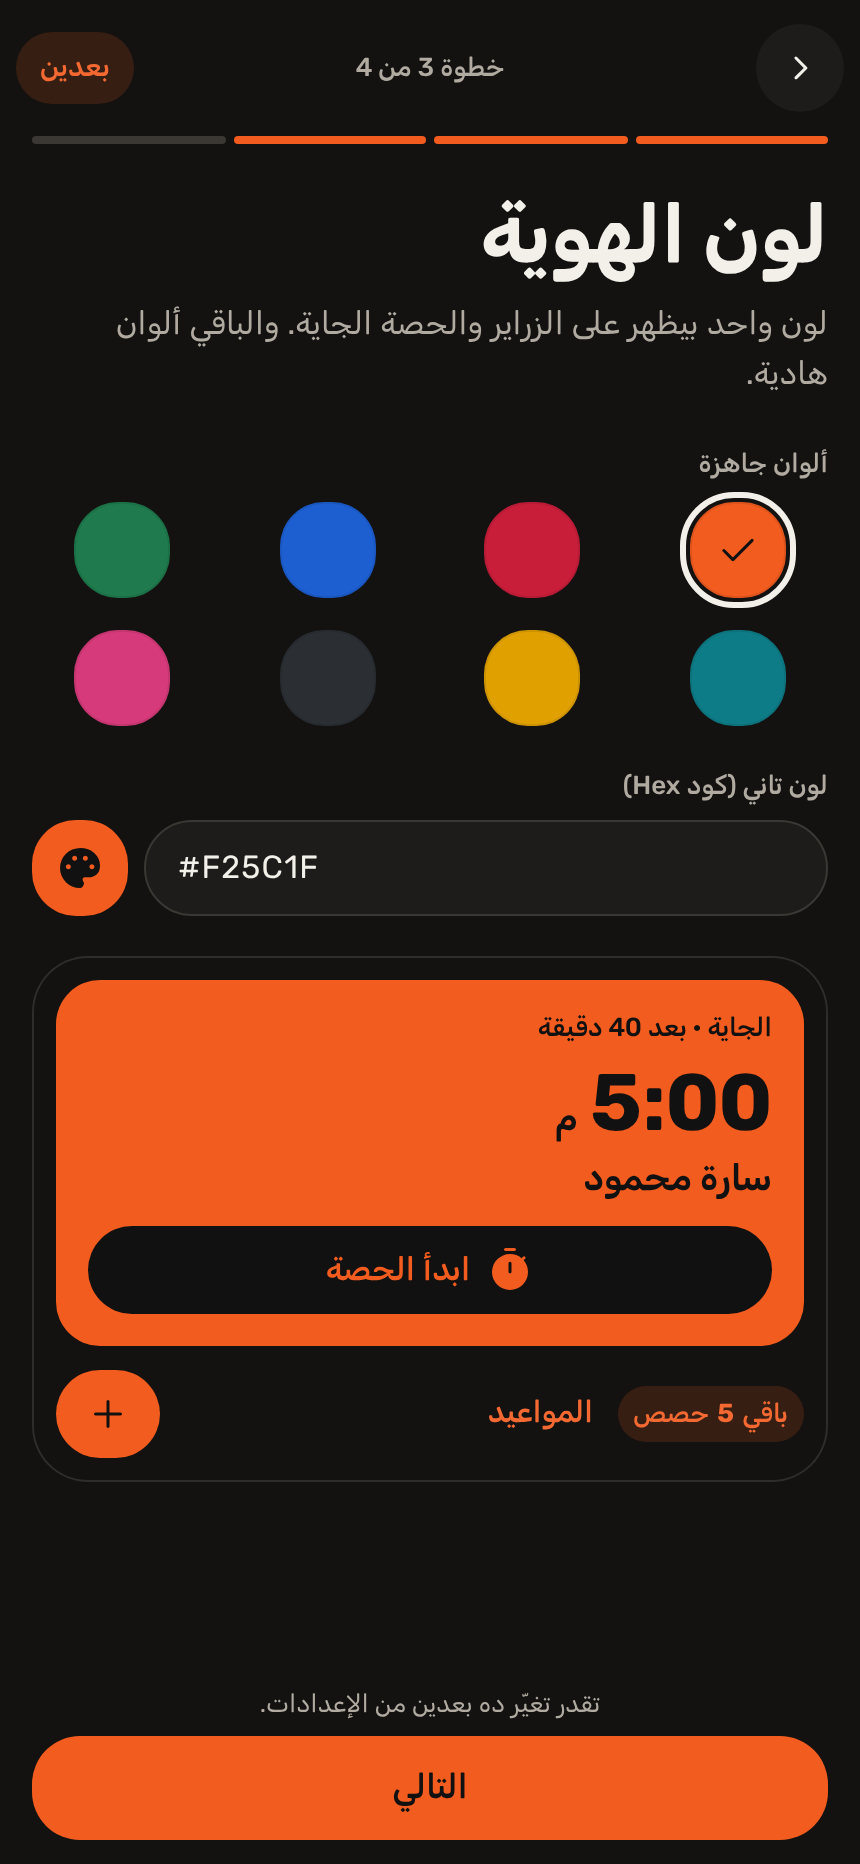 خطوة 3 من 4
بعدين
لون الهوية
لون واحد بيظهر على الزراير والحصة الجاية. والباقي ألوان
هادية.
ألوان جاهزة
لون تاني (كود Hex)
#F25C1F
الجاية • بعد 40 دقيقة
5:00 م
سارة محمود
ابدأ الحصة
باقي 5 حصص
المواعيد
تقدر تغيّر ده بعدين من الإعدادات.
التالي